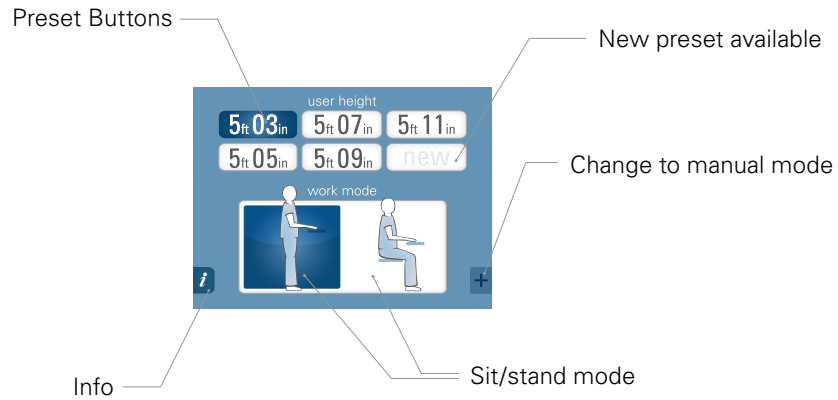 Preset Buttons
New preset available
user height
5ft 03in 5ft 07in 5ft 11in
5ft 05in 5ft 09in new
Change to manual mode
work mode
i +
Sit/stand mode
Info